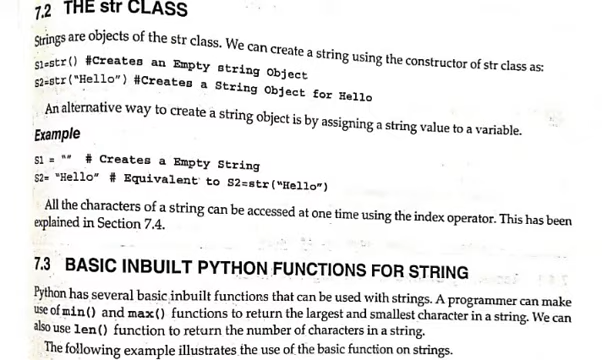 7.2 THE str CLASS
Strings are objects of the str class. We can create a string using the constructor of str class as:
S1=str() #Creates an Empty string Object
S2=str("Hello") #Creates a String Object for Hello
An alternative way to create a string object is by assigning a string value to a variable.
Example
S1 = "" # Creates a Empty String
S2= "Hello" # Equivalent to S2=str("Hello")
All the characters of a string can be accessed at one time using the index operator. This has been
explained in Section 7.4.
7.3 BASIC INBUILT PYTHON FUNCTIONS FOR STRING
Python has several basic inbuilt functions that can be used with strings. A programmer can make
use of min() and max() functions to return the largest and smallest character in a string. We can
also use len() function to return the number of characters in a string.
The following example illustrates the use of the basic function on strings.